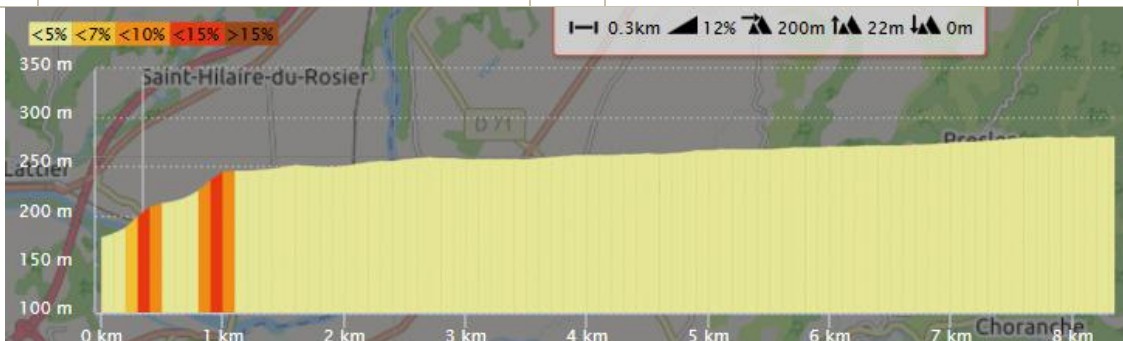 <5% <7% <10% <15% >15%
0.3km 12% 200m 22m 0m
350 m
Saint-Hilaire-du-Rosier
300 m
D 71
250 m
Lattier
200 m
150 m
100 m
0 km 1 km 2 km 3 km 4 km 5 km 6 km 7 km 8 km
Choranche